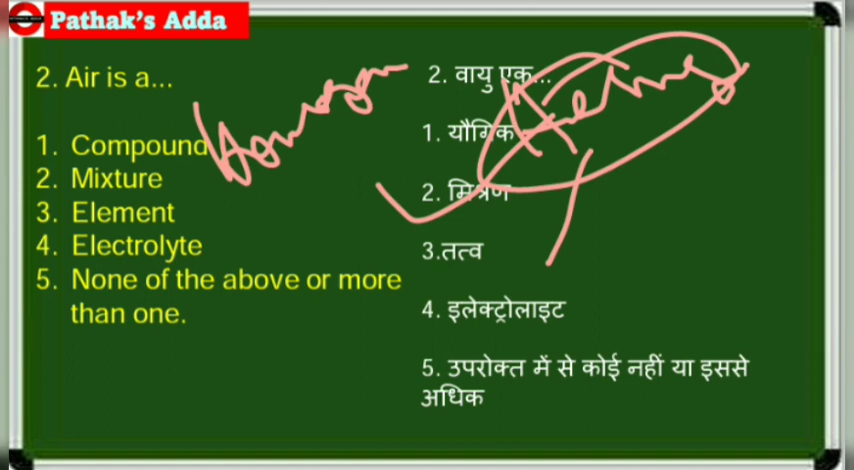 Pathak's Adda
2. Air is a...
1. Compound
2. Mixture
3. Element
4. Electrolyte
5. None of the above or more
than one.
2. वायु एक...
1. यौगिक
2. मिश्रण
3.तत्व
4. इलेक्ट्रोलाइट
5. उपरोक्त में से कोई नहीं या इससे
अधिक